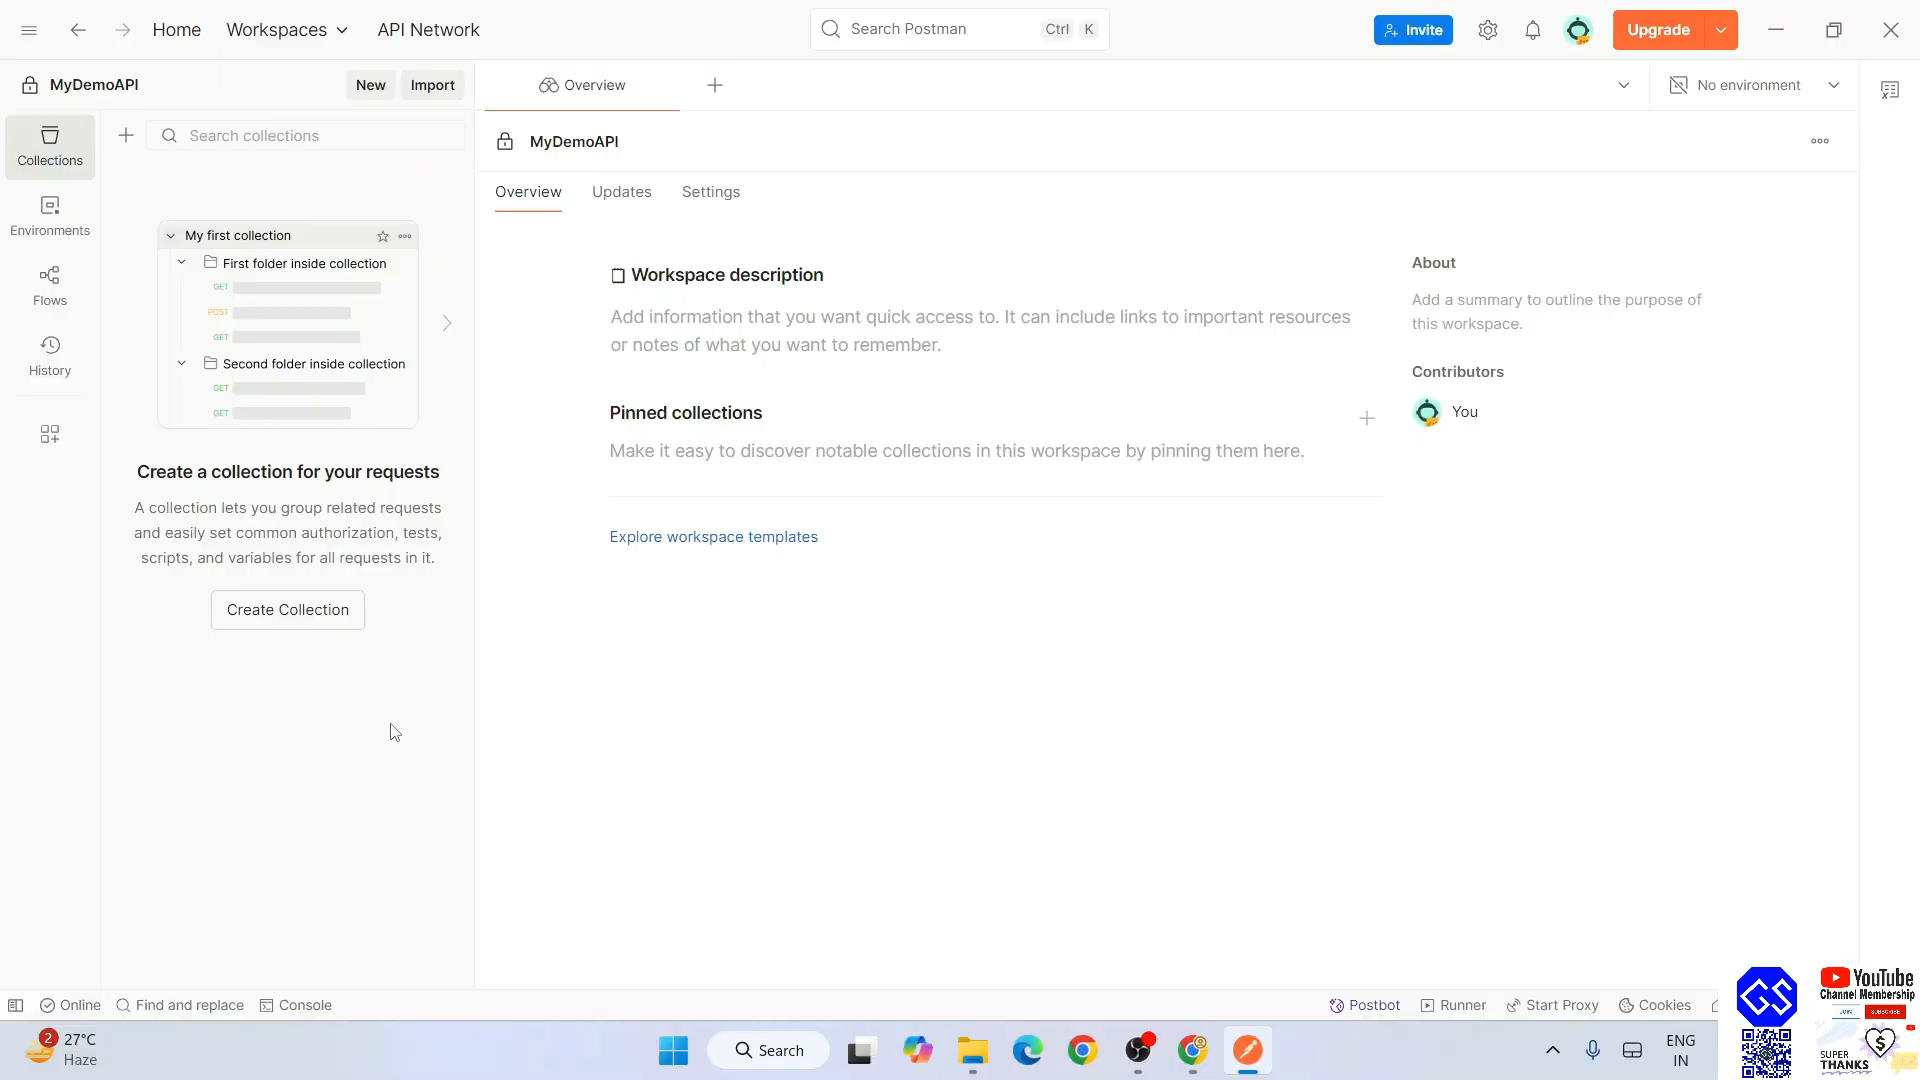 Home
Workspaces
API Network
Search Postman
Ctrl
K
Invite
Upgrade
MyDemoAPI
New
Import
Overview
No environment
Collections
Search collections
MyDemoAPI
Overview
Updates
Settings
Environments
Flows
History
My first collection
First folder inside collection
GET
POST
GET
Second folder inside collection
GET
GET
Create a collection for your requests
A collection lets you group related requests
and easily set common authorization, tests,
scripts, and variables for all requests in it.
Create Collection
Workspace description
Add information that you want quick access to. It can include links to important resources
or notes of what you want to remember.
Pinned collections
Make it easy to discover notable collections in this workspace by pinning them here.
Explore workspace templates
About
Add a summary to outline the purpose of
this workspace.
Contributors
You
Online
Find and replace
Console
Postbot
Runner
Start Proxy
Cookies
GS
YouTube
Channel Membership
JOIN
SUBSCRIBE
SUPER
THANKS
2
27°C
Haze
Search
ENG
IN